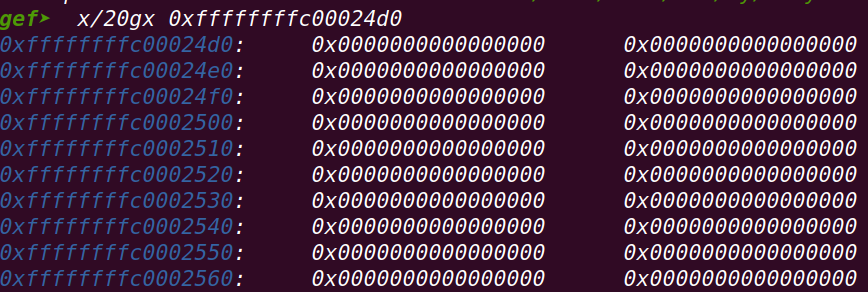 gef➤  x/20gx 0xffffffffc00024d0
0xffffffffc00024d0:	0x0000000000000000	0x0000000000000000
0xffffffffc00024e0:	0x0000000000000000	0x0000000000000000
0xffffffffc00024f0:	0x0000000000000000	0x0000000000000000
0xffffffffc0002500:	0x0000000000000000	0x0000000000000000
0xffffffffc0002510:	0x0000000000000000	0x0000000000000000
0xffffffffc0002520:	0x0000000000000000	0x0000000000000000
0xffffffffc0002530:	0x0000000000000000	0x0000000000000000
0xffffffffc0002540:	0x0000000000000000	0x0000000000000000
0xffffffffc0002550:	0x0000000000000000	0x0000000000000000
0xffffffffc0002560:	0x0000000000000000	0x0000000000000000